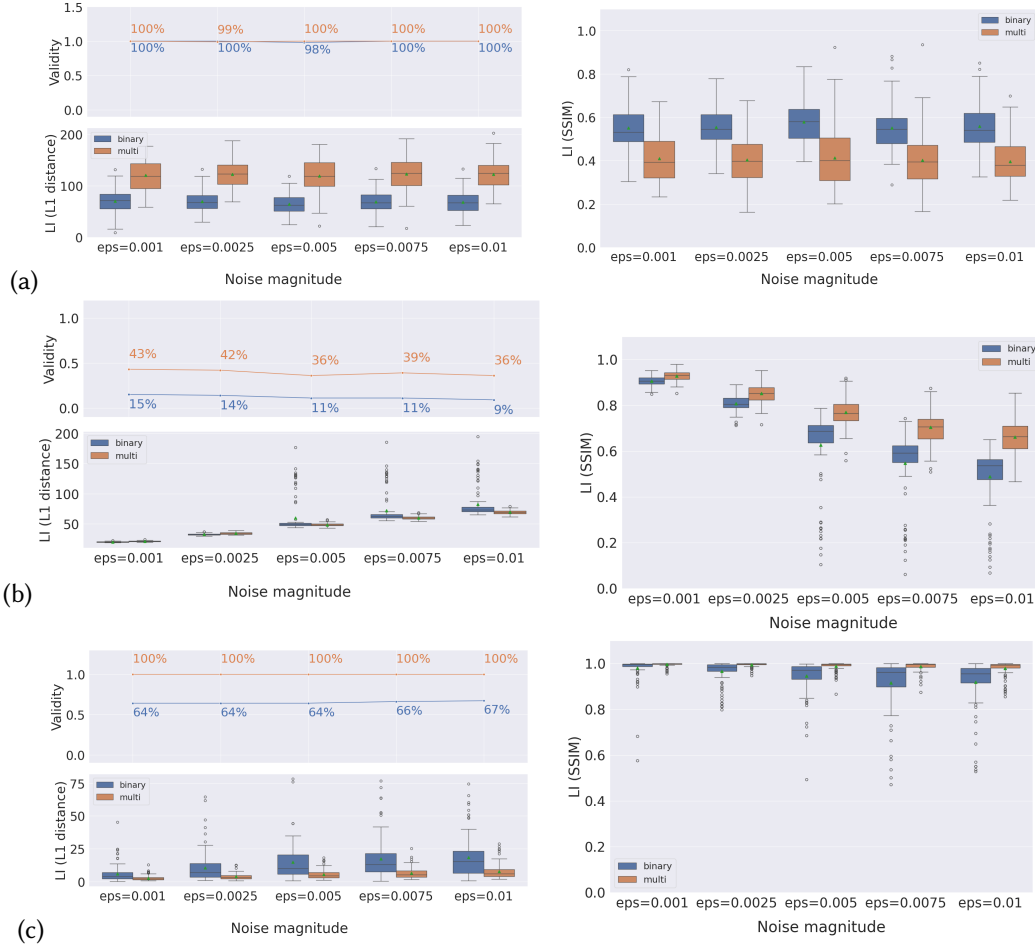 1.5
1.0
0.5
0.0
Validity
100% 99% 100% 100% 100%
100% 100% 98% 100% 100%
200
100
0
LI (L1 distance)
binary
multi
eps=0.001 eps=0.0025 eps=0.005 eps=0.0075 eps=0.01
Noise magnitude
1.0
0.8
0.6
0.4
0.2
0.0
LI (SSIM)
binary
multi
eps=0.001 eps=0.0025 eps=0.005 eps=0.0075 eps=0.01
Noise magnitude
(a)
1.0
0.5
0.0
Validity
43% 42% 36% 39% 36%
15% 14% 11% 11% 9%
200
150
100
50
LI (L1 distance)
binary
multi
eps=0.001 eps=0.0025 eps=0.005 eps=0.0075 eps=0.01
Noise magnitude
1.0
0.8
0.6
0.4
0.2
0.0
LI (SSIM)
binary
multi
eps=0.001 eps=0.0025 eps=0.005 eps=0.0075 eps=0.01
Noise magnitude
(b)
1.0
0.5
0.0
Validity
100% 100% 100% 100% 100%
64% 64% 64% 66% 67%
75
50
25
0
LI (L1 distance)
binary
multi
eps=0.001 eps=0.0025 eps=0.005 eps=0.0075 eps=0.01
Noise magnitude
1.0
0.8
0.6
0.4
0.2
0.0
LI (SSIM)
binary
multi
eps=0.001 eps=0.0025 eps=0.005 eps=0.0075 eps=0.01
Noise magnitude
(c)